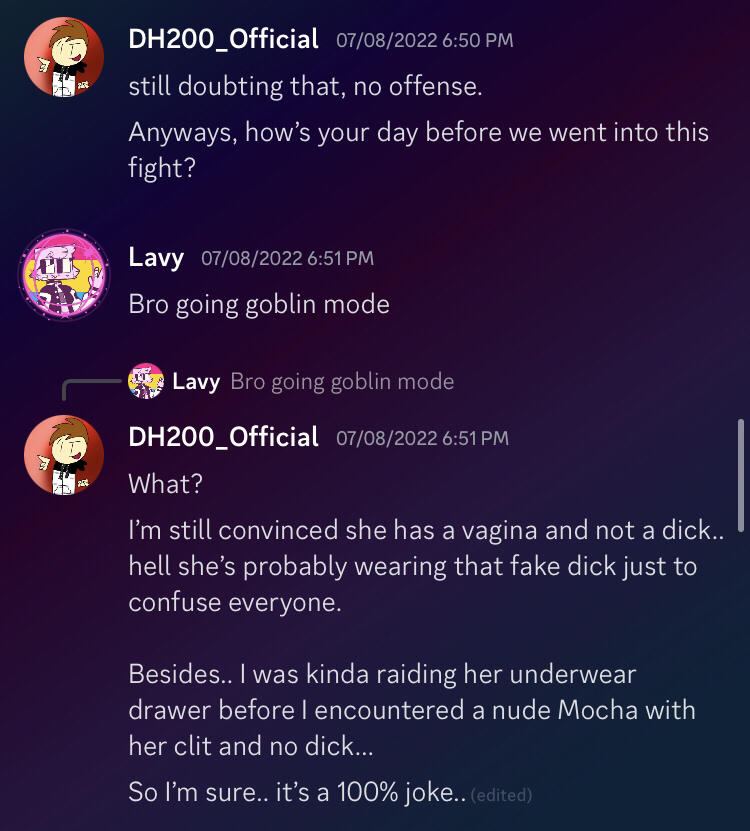 DH200_Official 07/08/2022 6:50 PM
still doubting that, no offense.
Anyways, how's your day before we went into this
fight?
Lavy 07/08/2022 6:51 PM
Bro going goblin mode
Lavy Bro going goblin mode
DH200_Official 07/08/2022 6:51 PM
What?
I'm still convinced she has a vagina and not a dick..
hell she's probably wearing that fake dick just to
confuse everyone.
Besides.. I was kinda raiding her underwear
drawer before I encountered a nude Mocha with
her clit and no dick...
So I'm sure.. it's a 100% joke.. (edited)